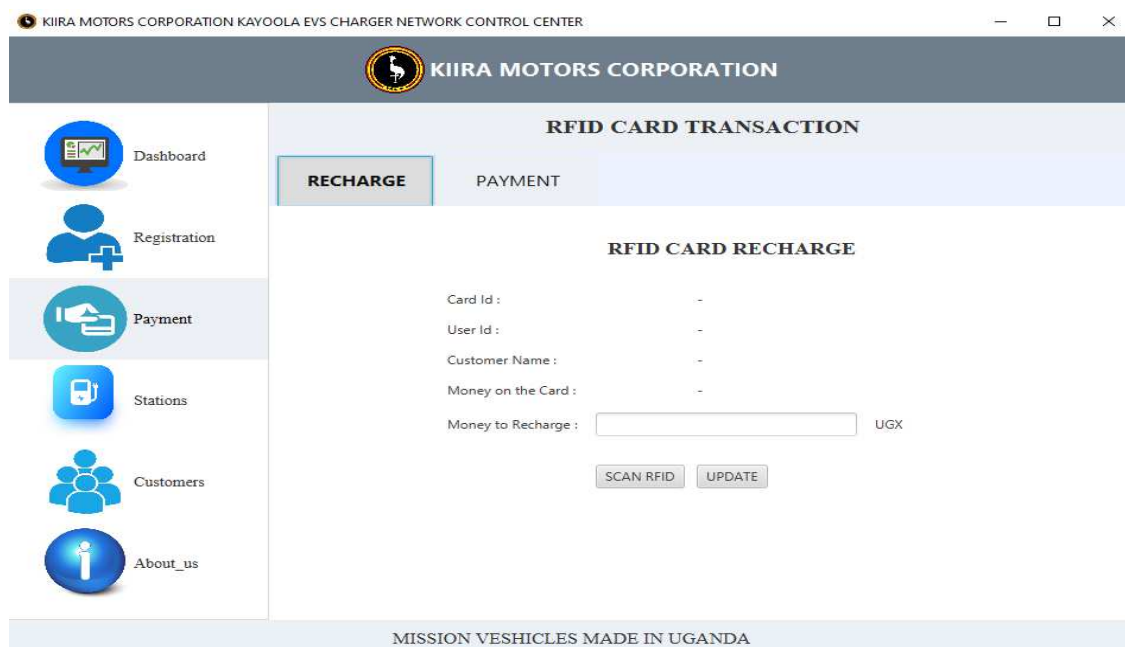 KIIRA MOTORS CORPORATION KAYOOLA EVS CHARGER NETWORK CONTROL CENTER
KIIRA MOTORS CORPORATION
Dashboard
Registration
Payment
Stations
Customers
About_us
RFID CARD TRANSACTION
RECHARGE PAYMENT
RFID CARD RECHARGE
Card Id : -
User Id : -
Customer Name : -
Money on the Card : -
Money to Recharge : UGX
SCAN RFID UPDATE
MISSION VESHICLES MADE IN UGANDA